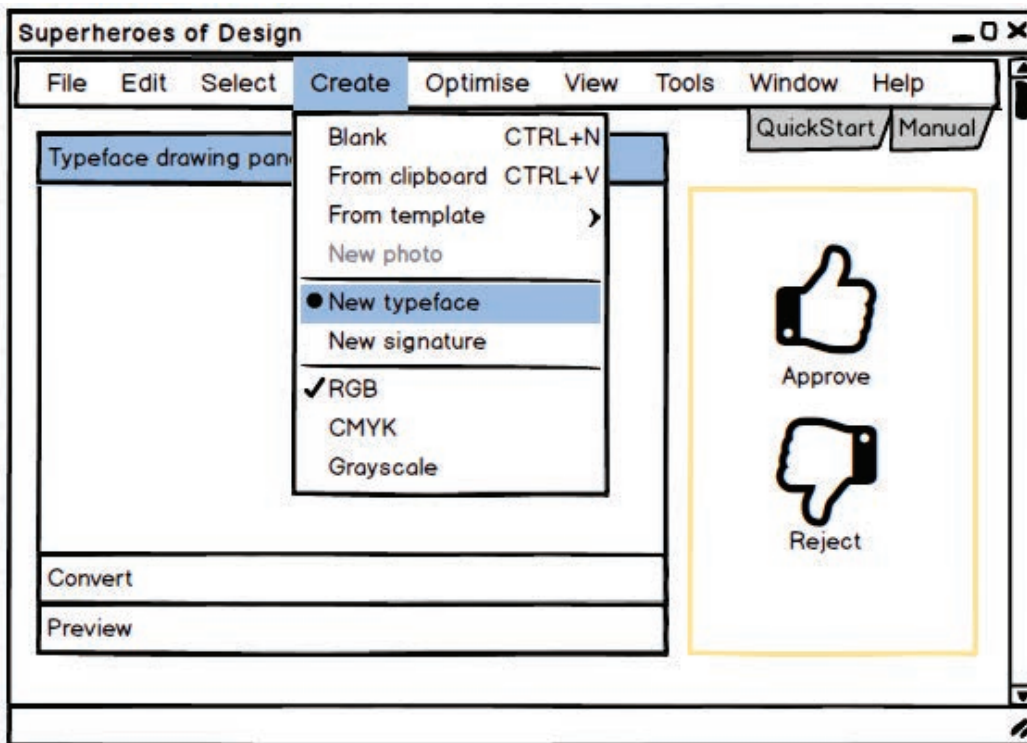 Superheroes of Design
File Edit Select Create Optimise View Tools Window Help
QuickStart Manual
Typeface drawing pan
Blank CTRL+N
From clipboard CTRL+V
From template
New photo
New typeface
New signature
RGB
CMYK
Grayscale
Approve
Reject
Convert
Preview